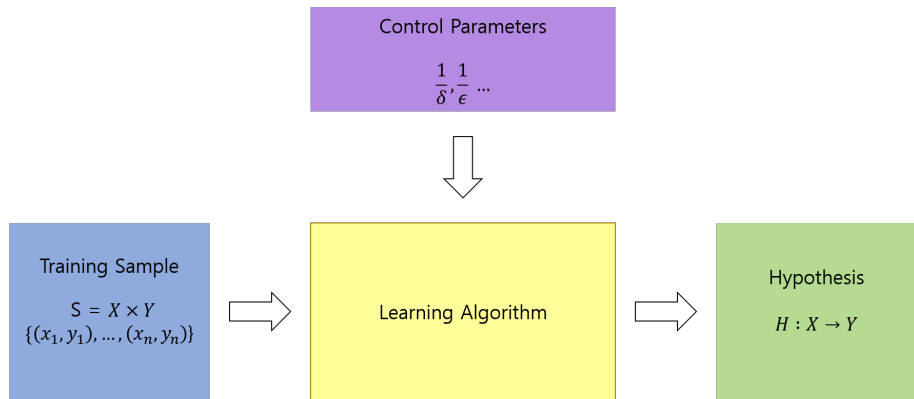 Control Parameters
1/δ, 1/ϵ ...
Training Sample
S = X × Y
{(x₁, y₁), ... , (xₙ, yₙ)}
Learning Algorithm
Hypothesis
H : X → Y